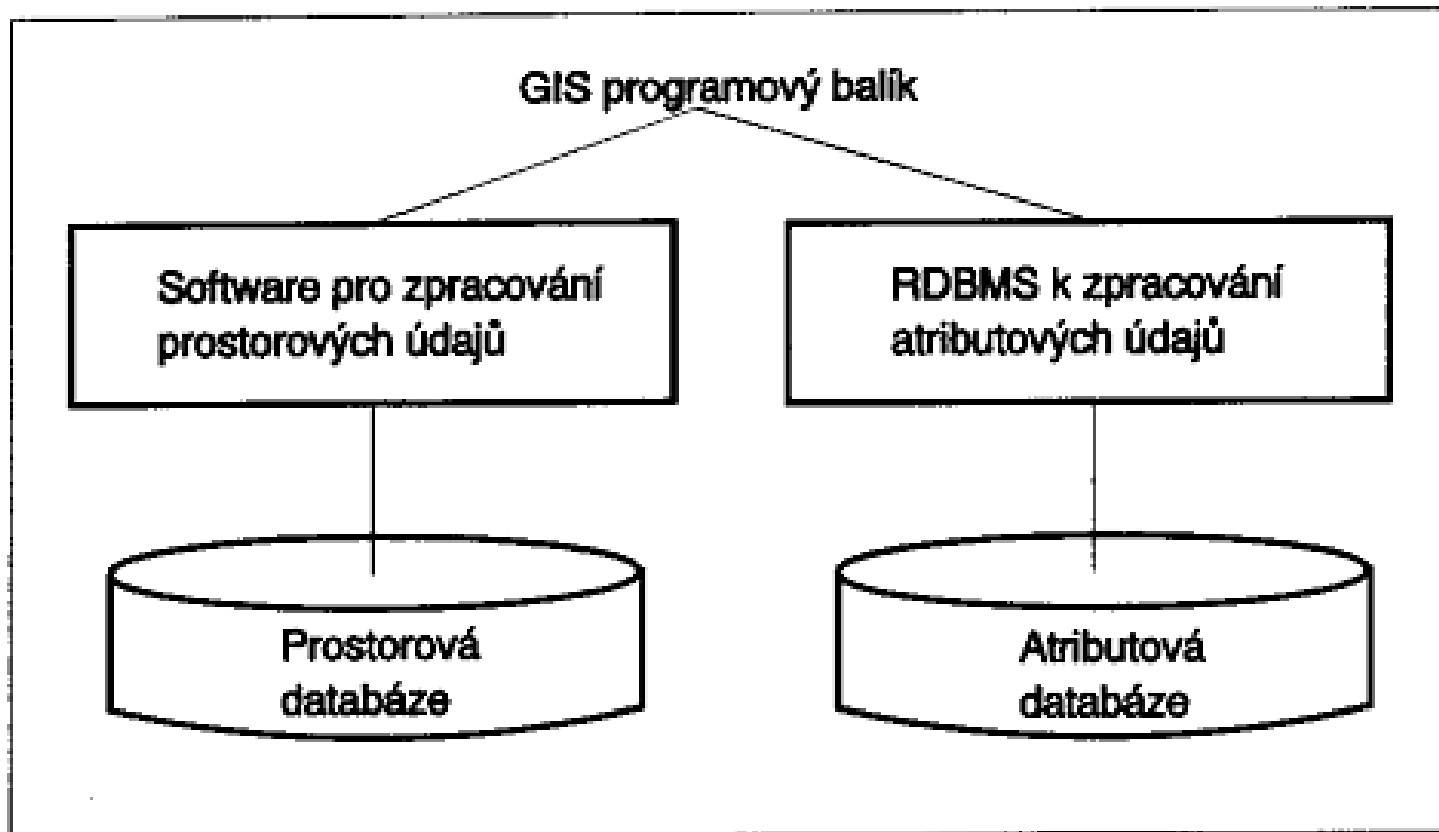 GIS programový balík
Software pro zpracování
prostorových údajů
RDBMS k zpracování
atributových údajů
Prostorová
databáze
Atributová
databáze